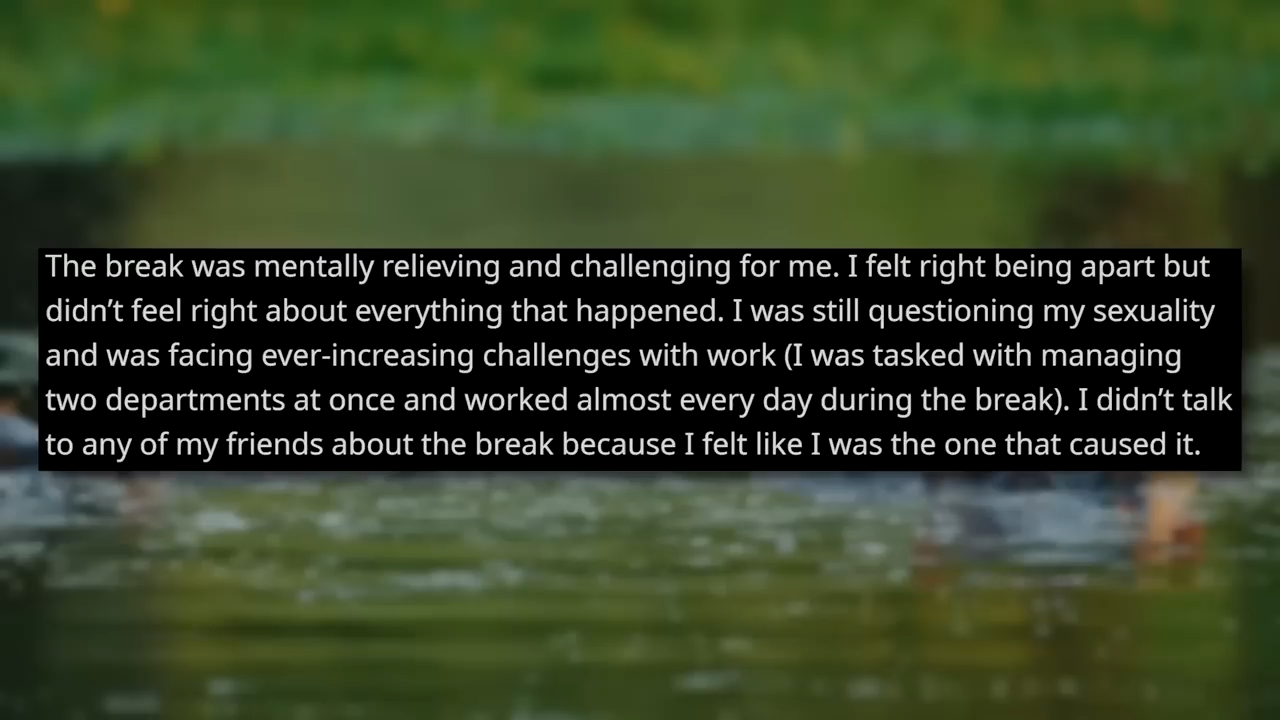 The break was mentally relieving and challenging for me. I felt right being apart but
didn’t feel right about everything that happened. I was still questioning my sexuality
and was facing ever-increasing challenges with work (I was tasked with managing
two departments at once and worked almost every day during the break). I didn’t talk
to any of my friends about the break because I felt like I was the one that caused it.